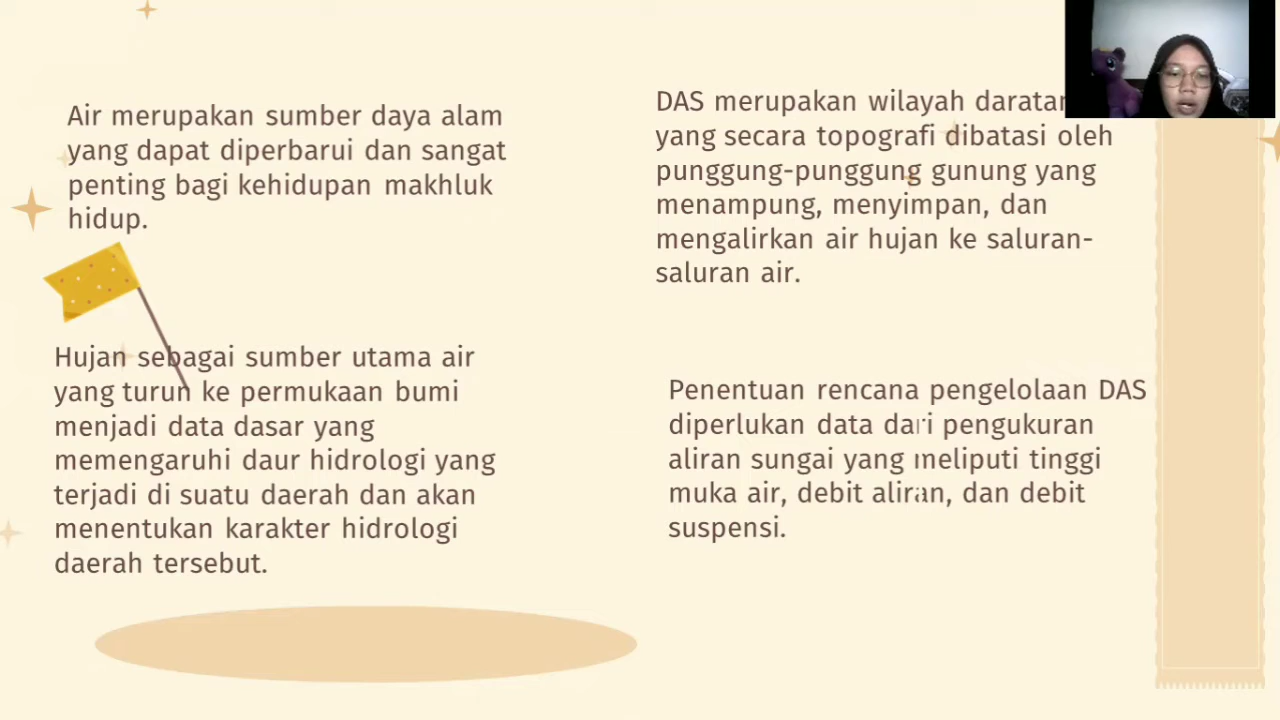 Air merupakan sumber daya alam
yang dapat diperbarui dan sangat
penting bagi kehidupan makhluk
hidup.
Hujan sebagai sumber utama air
yang turun ke permukaan bumi
menjadi data dasar yang
memengaruhi daur hidrologi yang
terjadi di suatu daerah dan akan
menentukan karakter hidrologi
daerah tersebut.
DAS merupakan wilayah daratan
yang secara topografi dibatasi oleh
punggung-punggung gunung yang
menampung, menyimpan, dan
mengalirkan air hujan ke saluran-
saluran air.
Penentuan rencana pengelolaan DAS
diperlukan data dari pengukuran
aliran sungai yang meliputi tinggi
muka air, debit aliran, dan debit
suspensi.